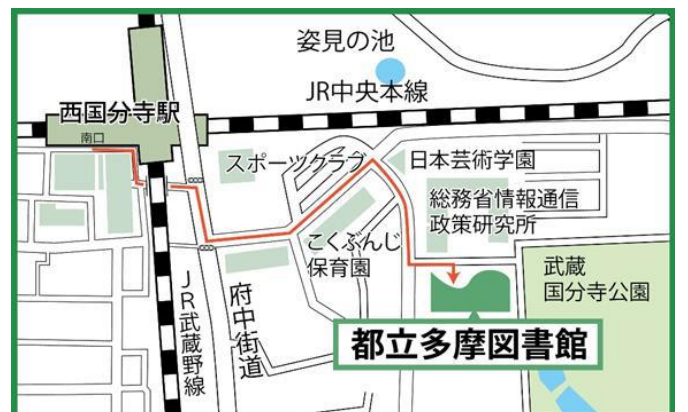 姿見の池
JR中央本線
西国分寺駅
南口
スポーツクラブ
日本芸術学園
総務省情報通信
政策研究所
こくぶんじ
保育園
武蔵
国分寺公園
JR武蔵野線
府中街道
都立多摩図書館